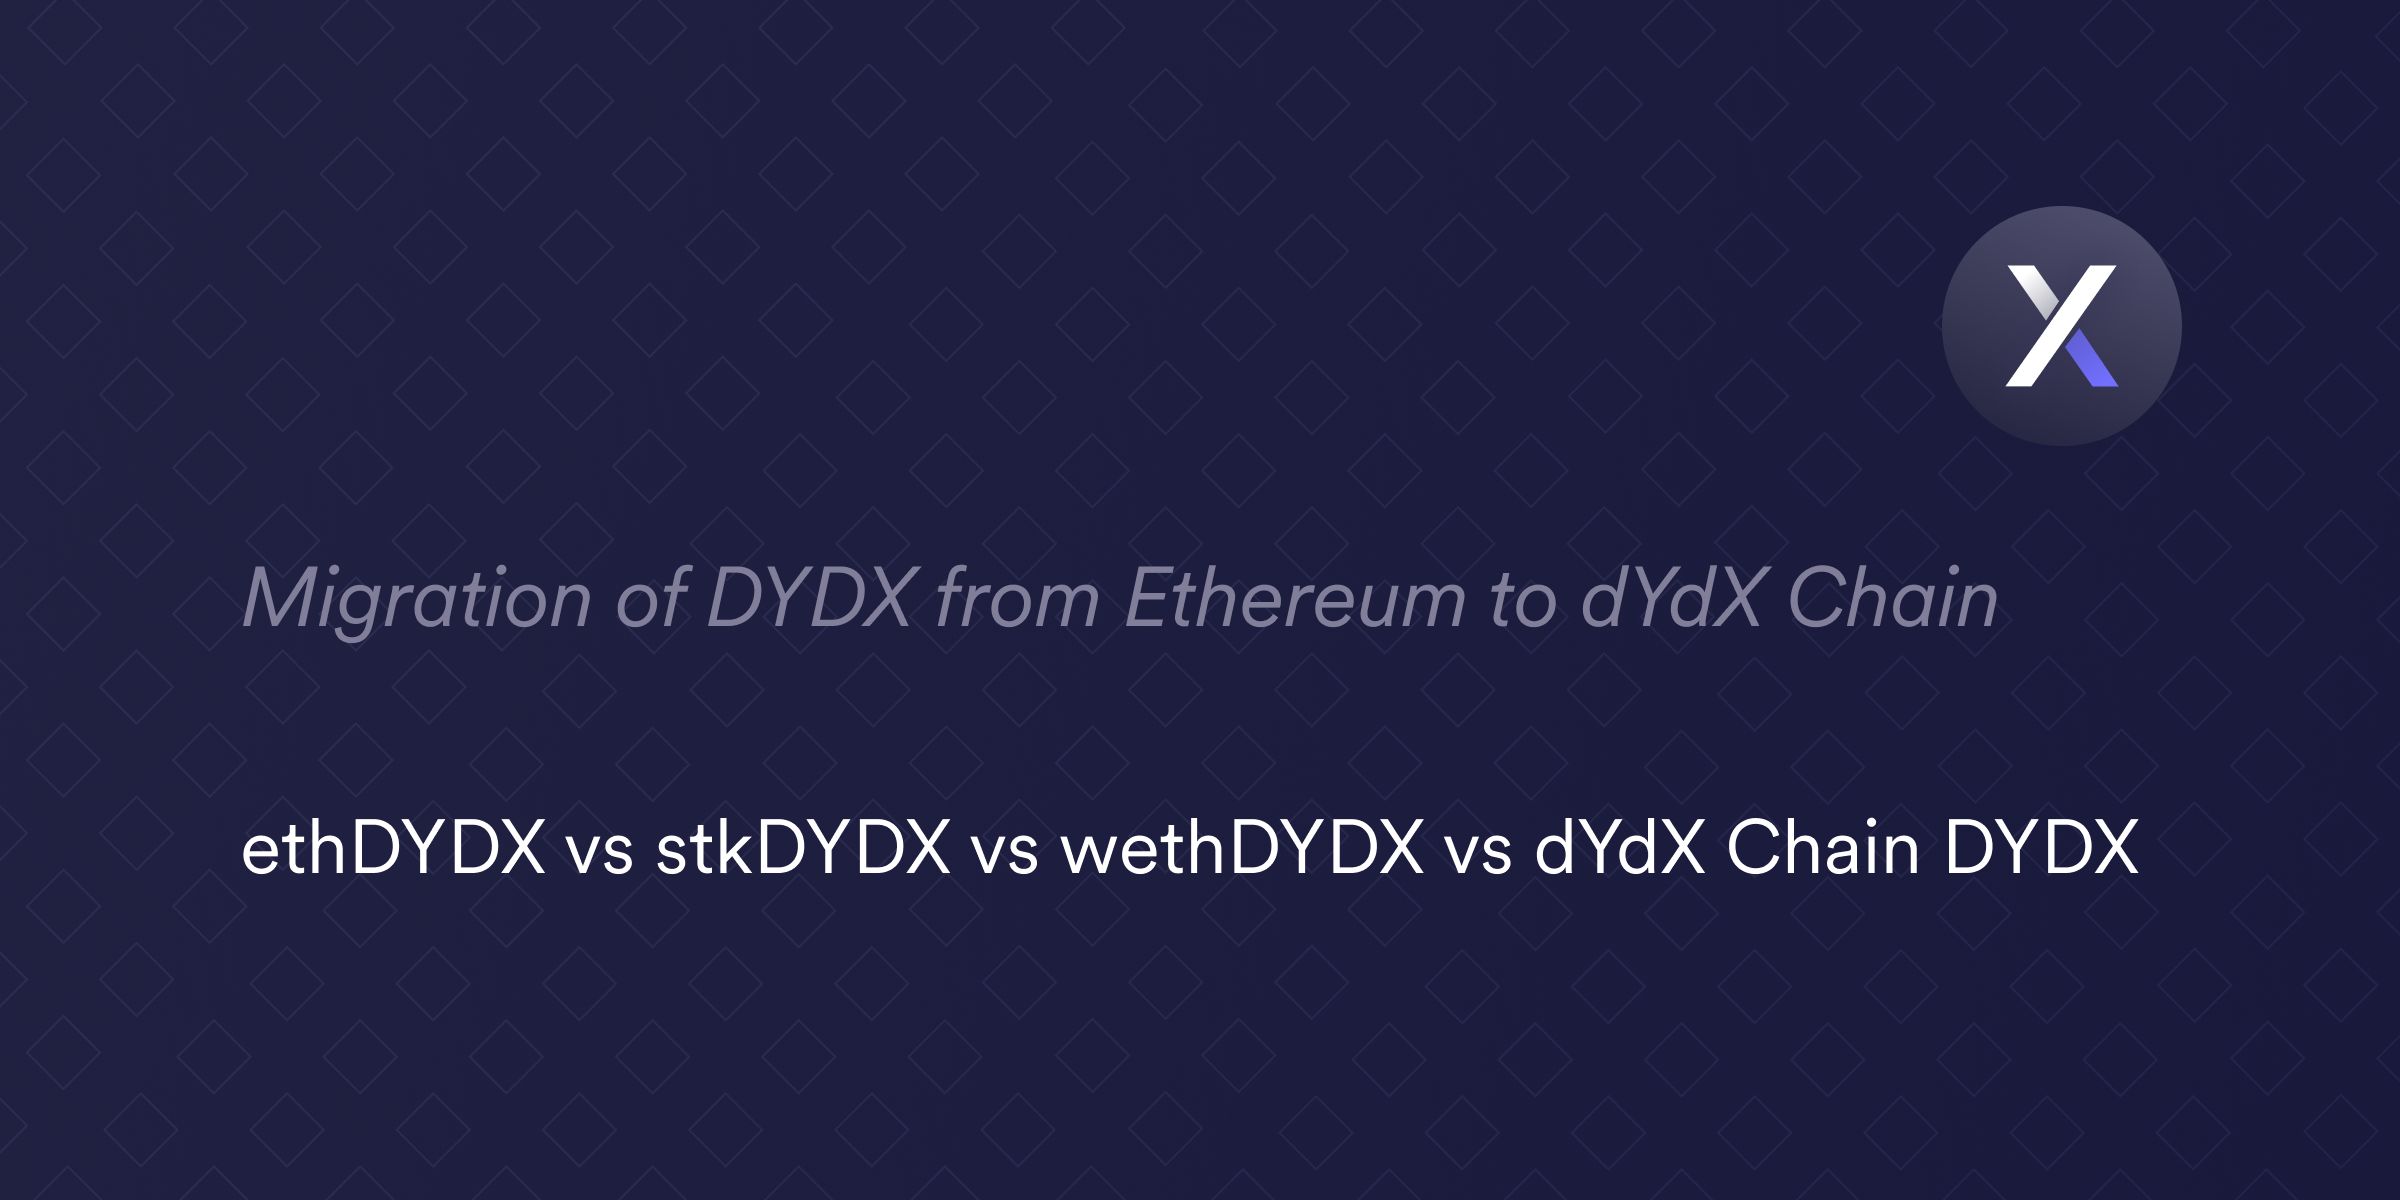 Migration of DYDX from Ethereum to dYdX Chain
ethDYDX vs stkDYDX vs wethDYDX vs dYdX Chain DYDX